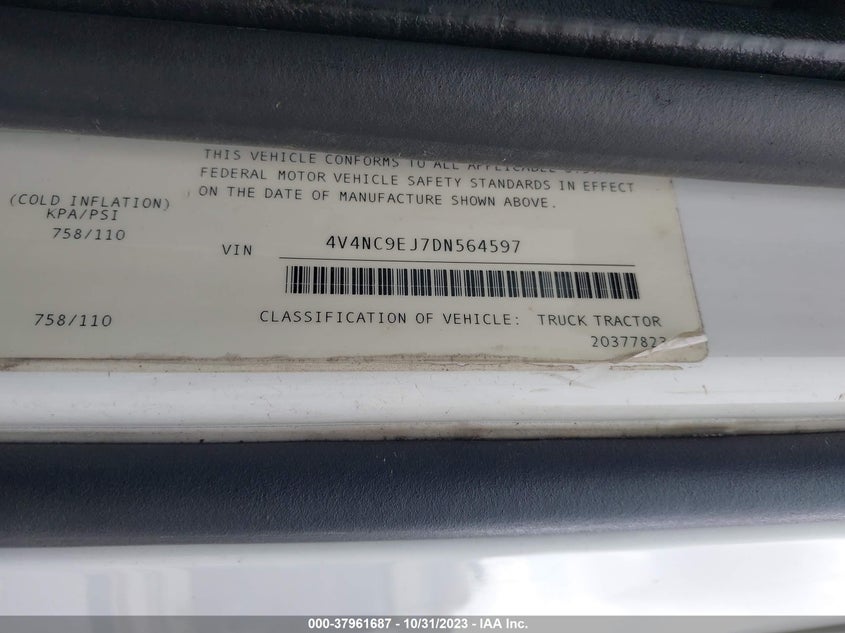 THIS VEHICLE CONFORMS TO ALL APPLICABLE
FEDERAL MOTOR VEHICLE SAFETY STANDARDS IN EFFECT
ON THE DATE OF MANUFACTURE SHOWN ABOVE.
(COLD INFLATION)
KPA/PSI
758/110
VIN 4V4NC9EJ7DN564597
758/110
CLASSIFICATION OF VEHICLE: TRUCK TRACTOR
20377823
000-37961687 - 10/31/2023 - IAA Inc.